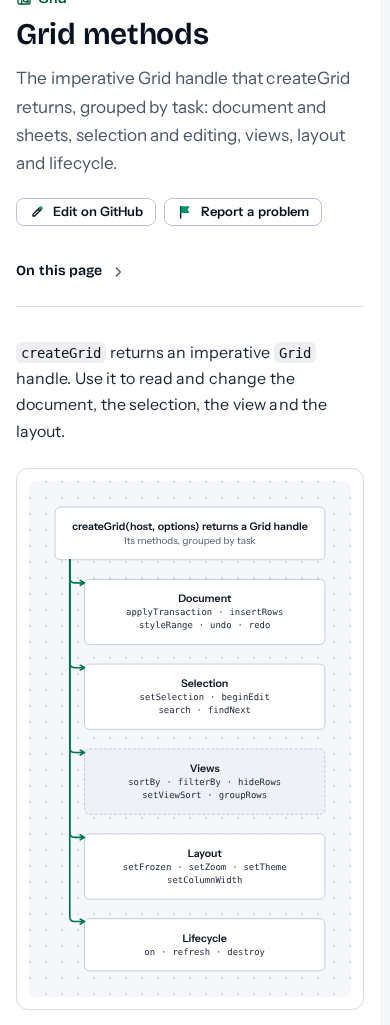 Grid
Grid methods
The imperative Grid handle that createGrid
returns, grouped by task: document and
sheets, selection and editing, views, layout
and lifecycle.
Edit on GitHub
Report a problem
On this page
createGrid returns an imperative Grid
handle. Use it to read and change the
document, the selection, the view and the
layout.
createGrid(host, options) returns a Grid handle
Its methods, grouped by task
Document
applyTransaction · insertRows
styleRange · undo · redo
Selection
setSelection · beginEdit
search · findNext
Views
sortBy · filterBy · hideRows
setViewSort · groupRows
Layout
setFrozen · setZoom · setTheme
setColumnWidth
Lifecycle
on · refresh · destroy